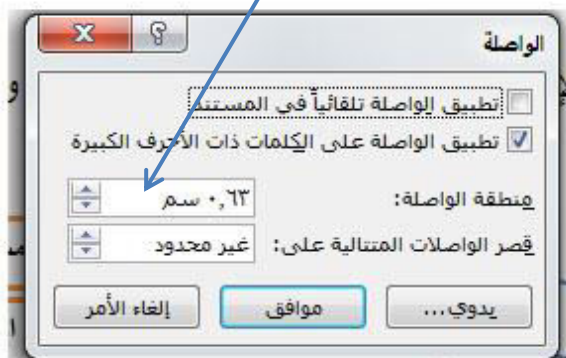 الواصلة
تطبيق الواصلة تلقائياً في المستند
تطبيق الواصلة على الكلمات ذات الأحرف الكبيرة
منطقة الواصلة: ٠,٦٣ سم
قصر الواصلات المتتالية على: غير محدود
يدوي... موافق إلغاء الأمر